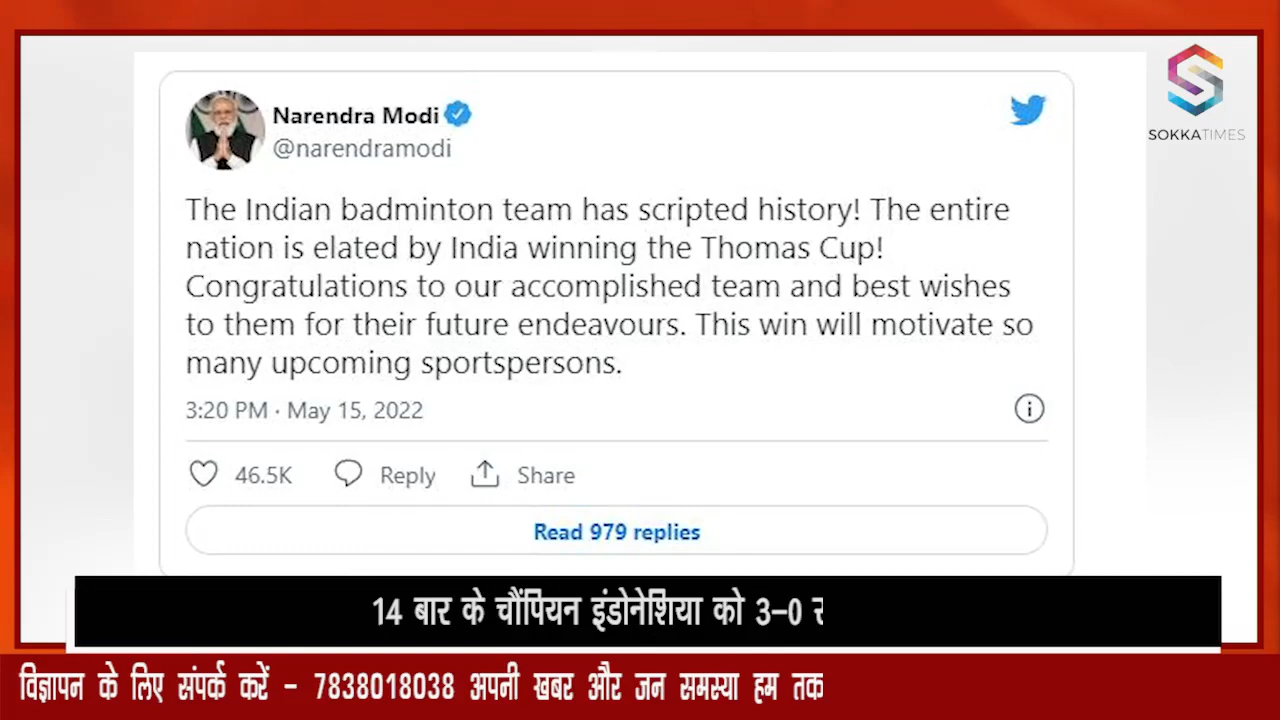 SOKKATIMES
Narendra Modi
@narendramodi
The Indian badminton team has scripted history! The entire
nation is elated by India winning the Thomas Cup!
Congratulations to our accomplished team and best wishes
to them for their future endeavours. This win will motivate so
many upcoming sportspersons.
3:20 PM · May 15, 2022
46.5K Reply Share
Read 979 replies
14 बार के चौंपियन इंडोनेशिया को 3-0
विज्ञापन के लिए संपर्क करें - 7838018038 अपनी खबर और जन समस्या हम तक